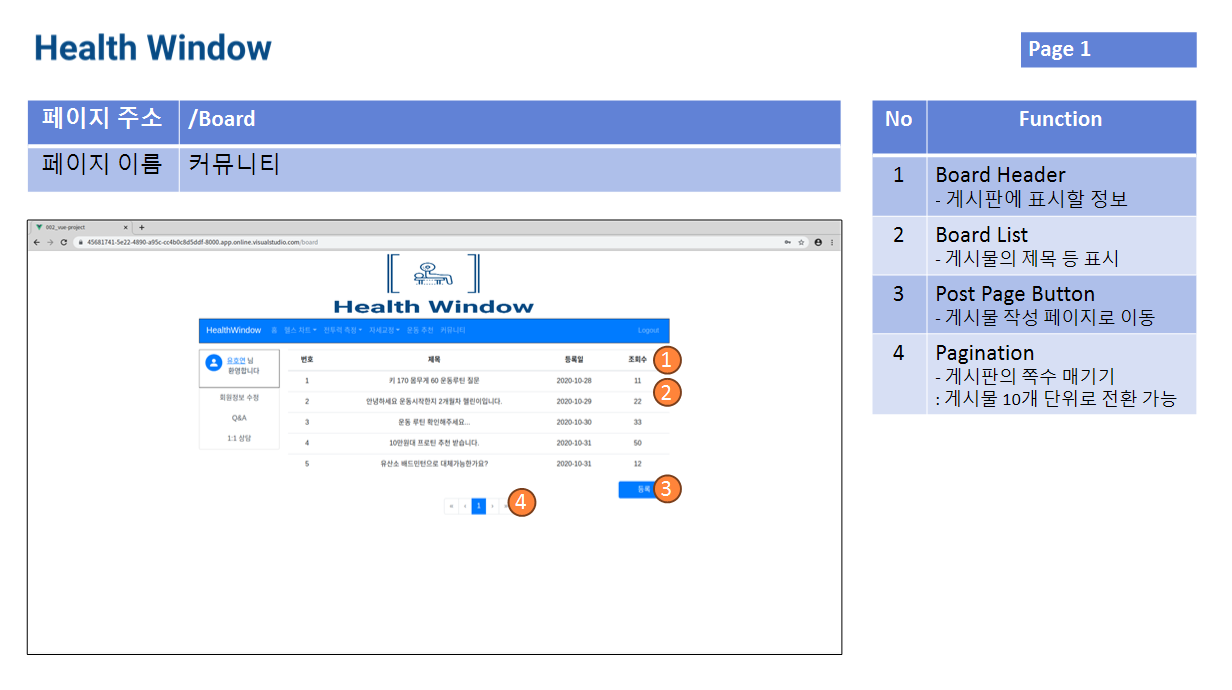 Health Window
Page 1
페이지 주소 /Board
페이지 이름 커뮤니티
No Function
1 Board Header
- 게시판에 표시할 정보
2 Board List
- 게시물의 제목 등 표시
3 Post Page Button
- 게시물 작성 페이지로 이동
4 Pagination
- 게시판의 쪽수 매기기
: 게시물 10개 단위로 전환 가능
002_vue-project
45681741-5e22-4890-a95c-cc4b0c8d5ddf-8000.app.online.visualstudio.com/board
Health Window
HealthWindow 홈 헬스 차트 전투력 측정 자세교정 운동 추천 커뮤니티 Logout
님
환영합니다
회원정보 수정
Q&A
1:1 상담
번호 제목 등록일 조회수 1
1 키 170 몸무게 60 운동루틴 질문 2020-10-28 11
2
2 안녕하세요 운동시작한지 2개월차 헬린이입니다. 2020-10-29 22
3 운동 루틴 확인해주세요... 2020-10-30 33
4 10만원대 프로틴 추천 받습니다. 2020-10-31 50
5 유산소 배드민턴으로 대체가능한가요? 2020-10-31 12
등록 3
« ‹ 1 › 4